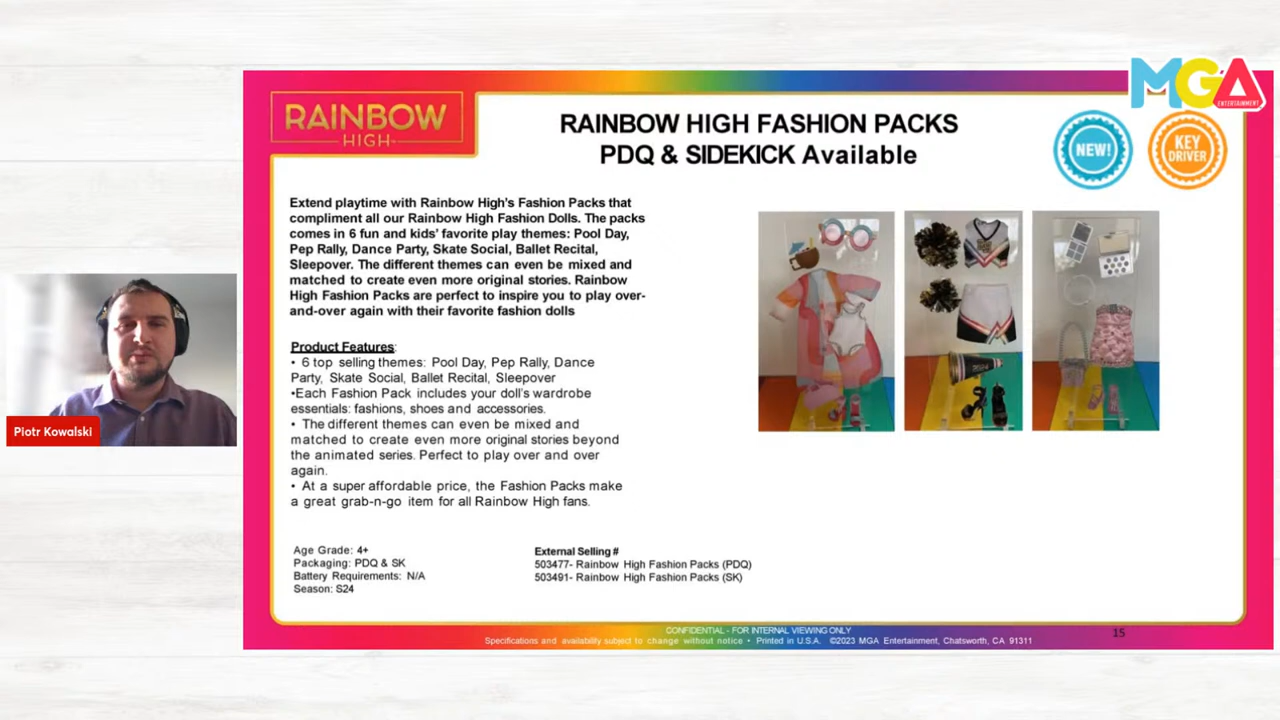 MGA
ENTERTAINMENT
RAINBOW
HIGH
RAINBOW HIGH FASHION PACKS
PDQ & SIDEKICK Available
NEW!
KEY
DRIVER
Extend playtime with Rainbow High's Fashion Packs that
compliment all our Rainbow High Fashion Dolls. The packs
comes in 6 fun and kids' favorite play themes: Pool Day,
Pep Rally, Dance Party, Skate Social, Ballet Recital,
Sleepover. The different themes can even be mixed and
matched to create even more original stories. Rainbow
High Fashion Packs are perfect to inspire you to play over-
and-over again with their favorite fashion dolls
Product Features:
• 6 top selling themes: Pool Day, Pep Rally, Dance
Party, Skate Social, Ballet Recital, Sleepover
•Each Fashion Pack includes your doll's wardrobe
essentials: fashions, shoes and accessories.
• The different themes can even be mixed and
matched to create even more original stories beyond
the animated series. Perfect to play over and over
again.
• At a super affordable price, the Fashion Packs make
a great grab-n-go item for all Rainbow High fans.
Age Grade: 4+
Packaging: PDQ & SK
Battery Requirements: N/A
Season: S24
External Selling #
503477- Rainbow High Fashion Packs (PDQ)
503491- Rainbow High Fashion Packs (SK)
Piotr Kowalski
CONFIDENTIAL - FOR INTERNAL VIEWING ONLY
Specifications and availability subject to change without notice • Printed in U.S.A. ©2023 MGA Entertainment, Chatsworth, CA 91311
15